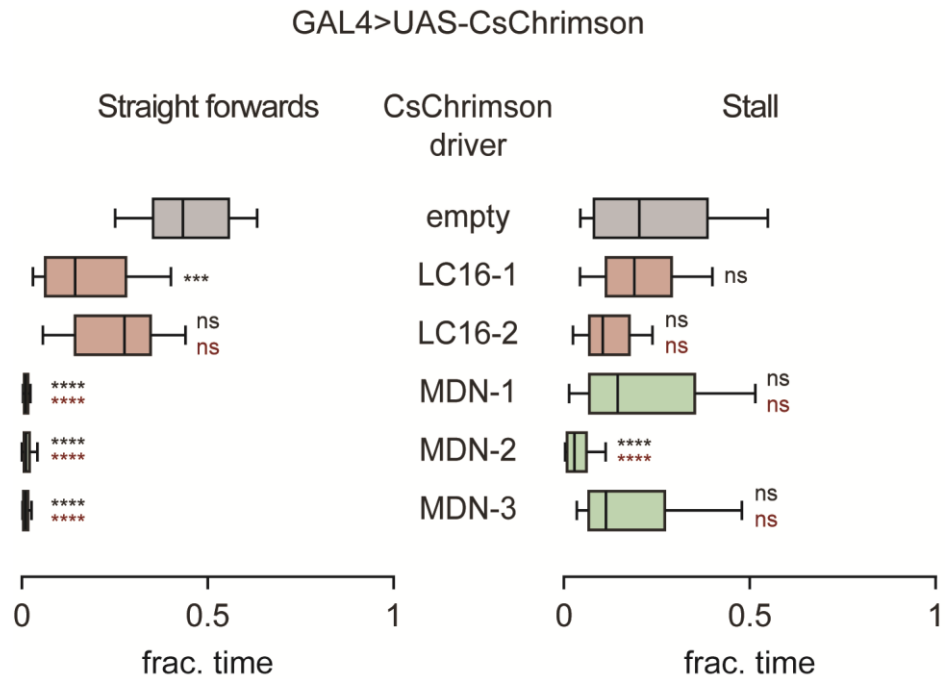 GAL4>UAS-CsChrimson
Straight forwards
CsChrimson
driver
Stall
empty
***
LC16-1
ns
ns
ns
LC16-2
ns
ns
****
****
MDN-1
ns
ns
****
****
MDN-2
****
****
****
****
MDN-3
ns
ns
0
0.5
1
0
0.5
1
frac. time
frac. time